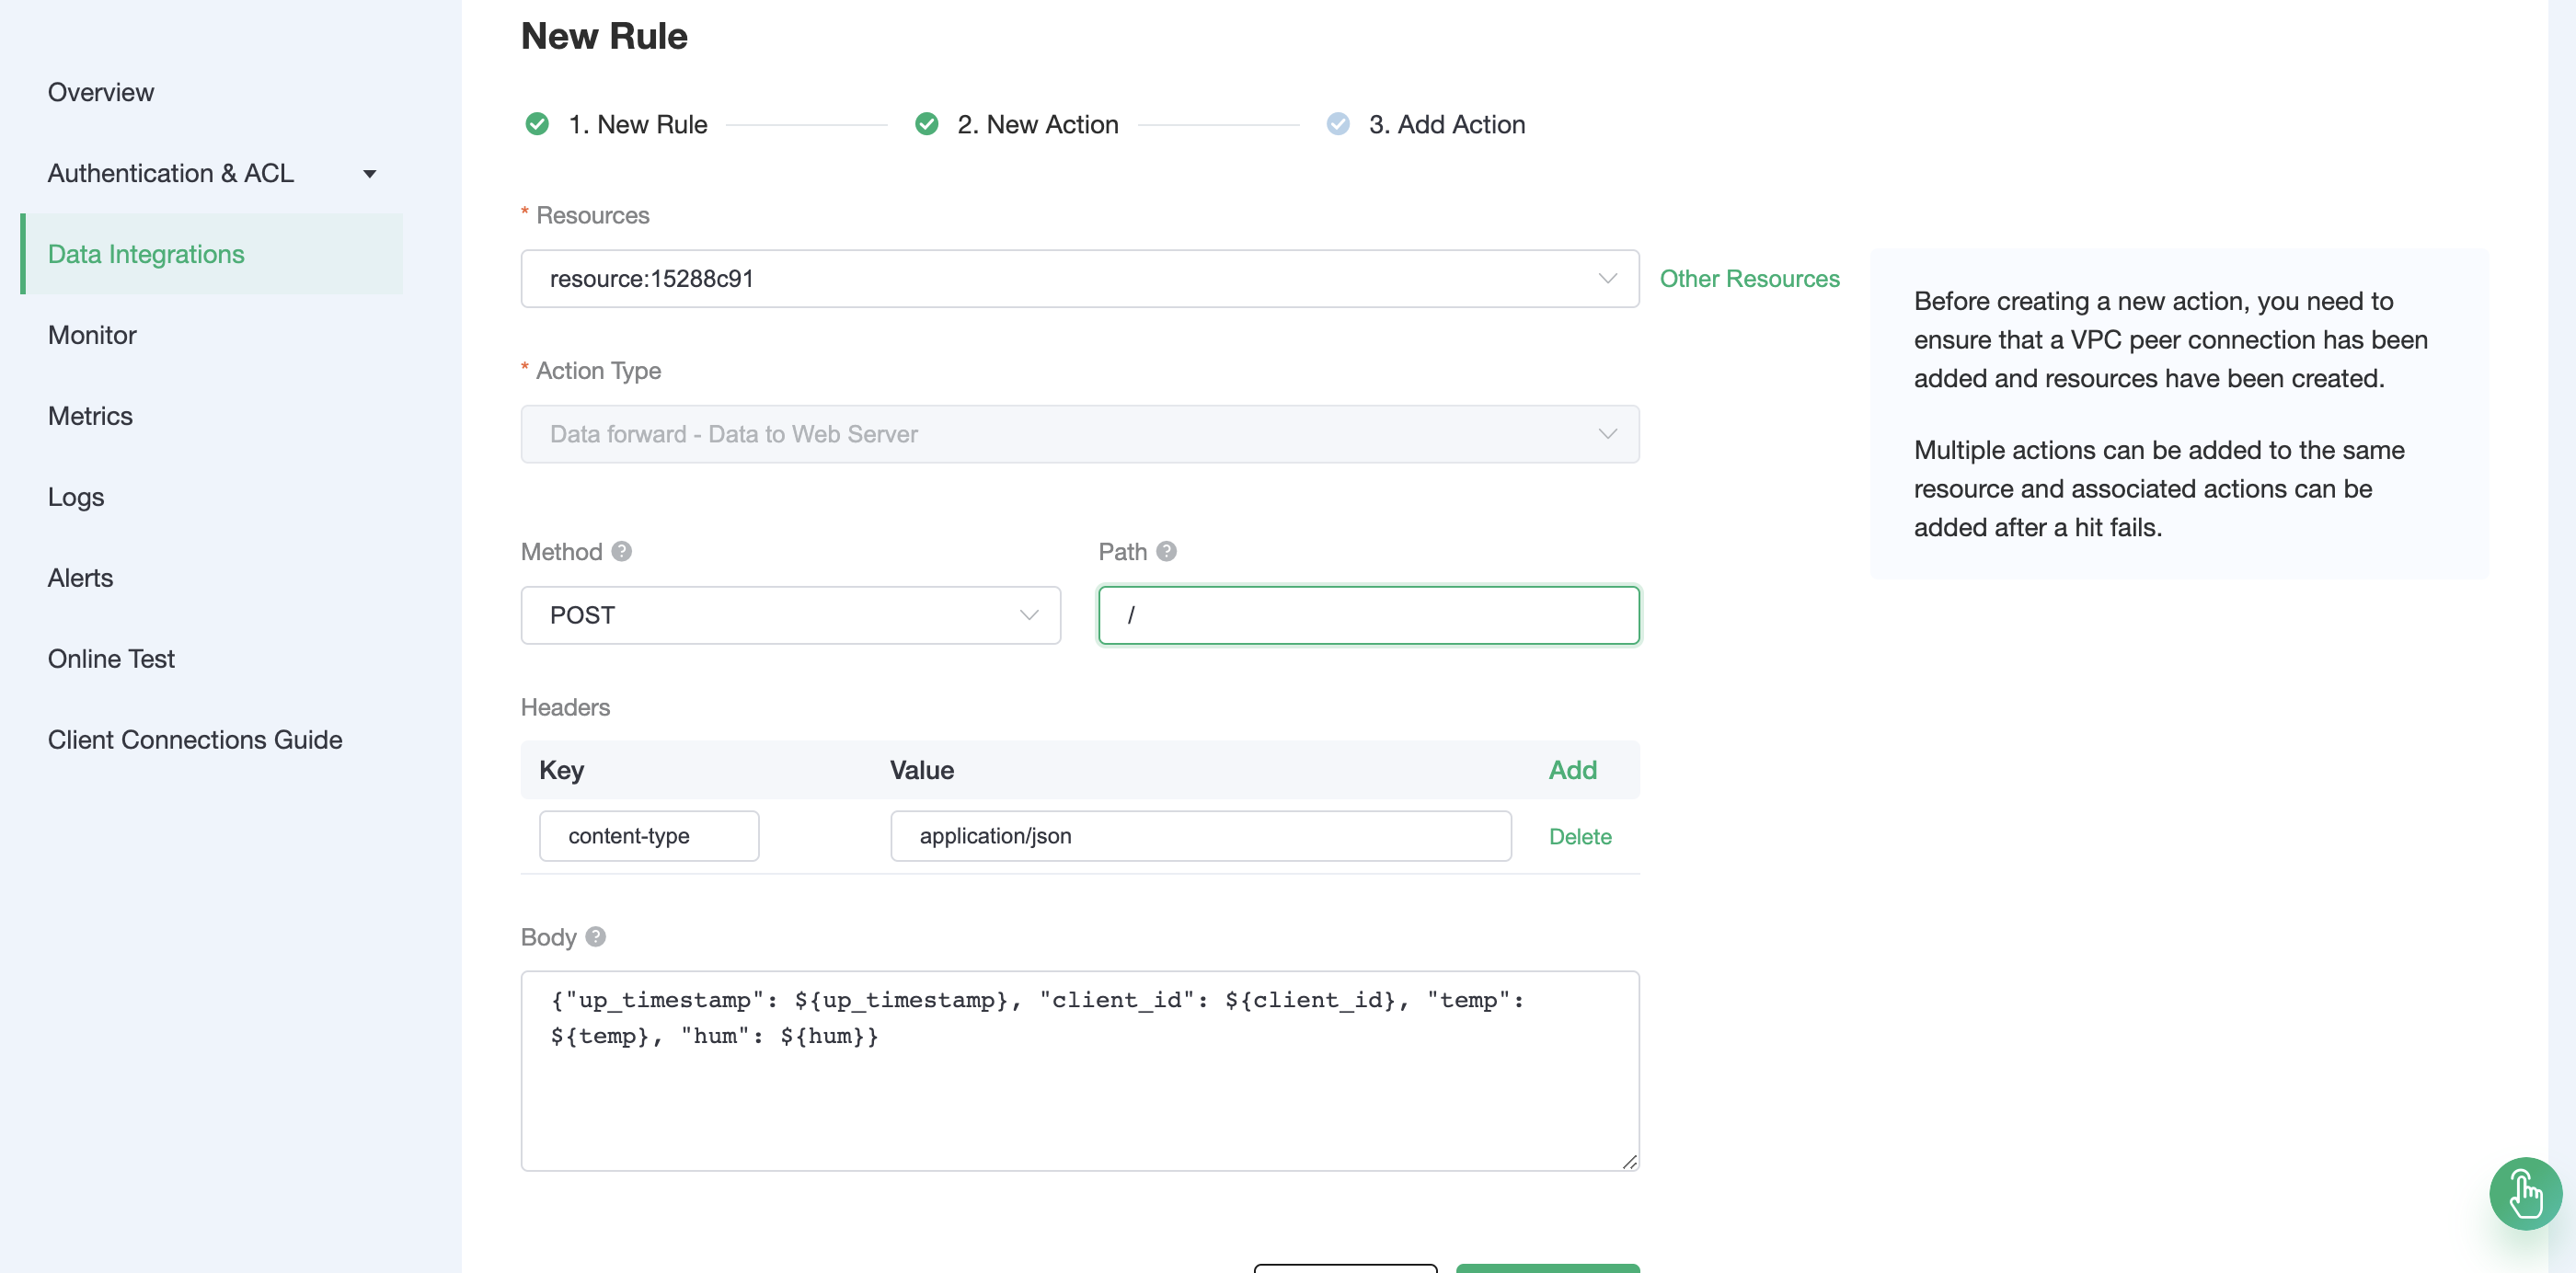 New Rule
Overview
Authentication & ACL
Data Integrations
Monitor
Metrics
Logs
Alerts
Online Test
Client Connections Guide
1. New Rule
2. New Action
3. Add Action
* Resources
resource:15288c91
Other Resources
* Action Type
Data forward - Data to Web Server
Before creating a new action, you need to
ensure that a VPC peer connection has been
added and resources have been created.
Multiple actions can be added to the same
resource and associated actions can be
added after a hit fails.
Method ?
Path ?
POST
/
Headers
Key Value Add
content-type application/json Delete
Body ?
{"up_timestamp": ${up_timestamp}, "client_id": ${client_id}, "temp":
${temp}, "hum": ${hum}}